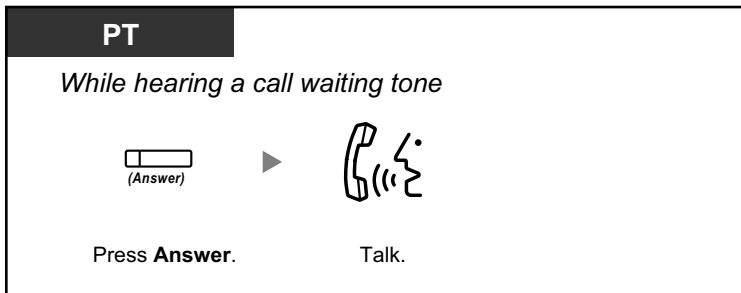 PT
While hearing a call waiting tone
(Answer)
Press Answer.
Talk.